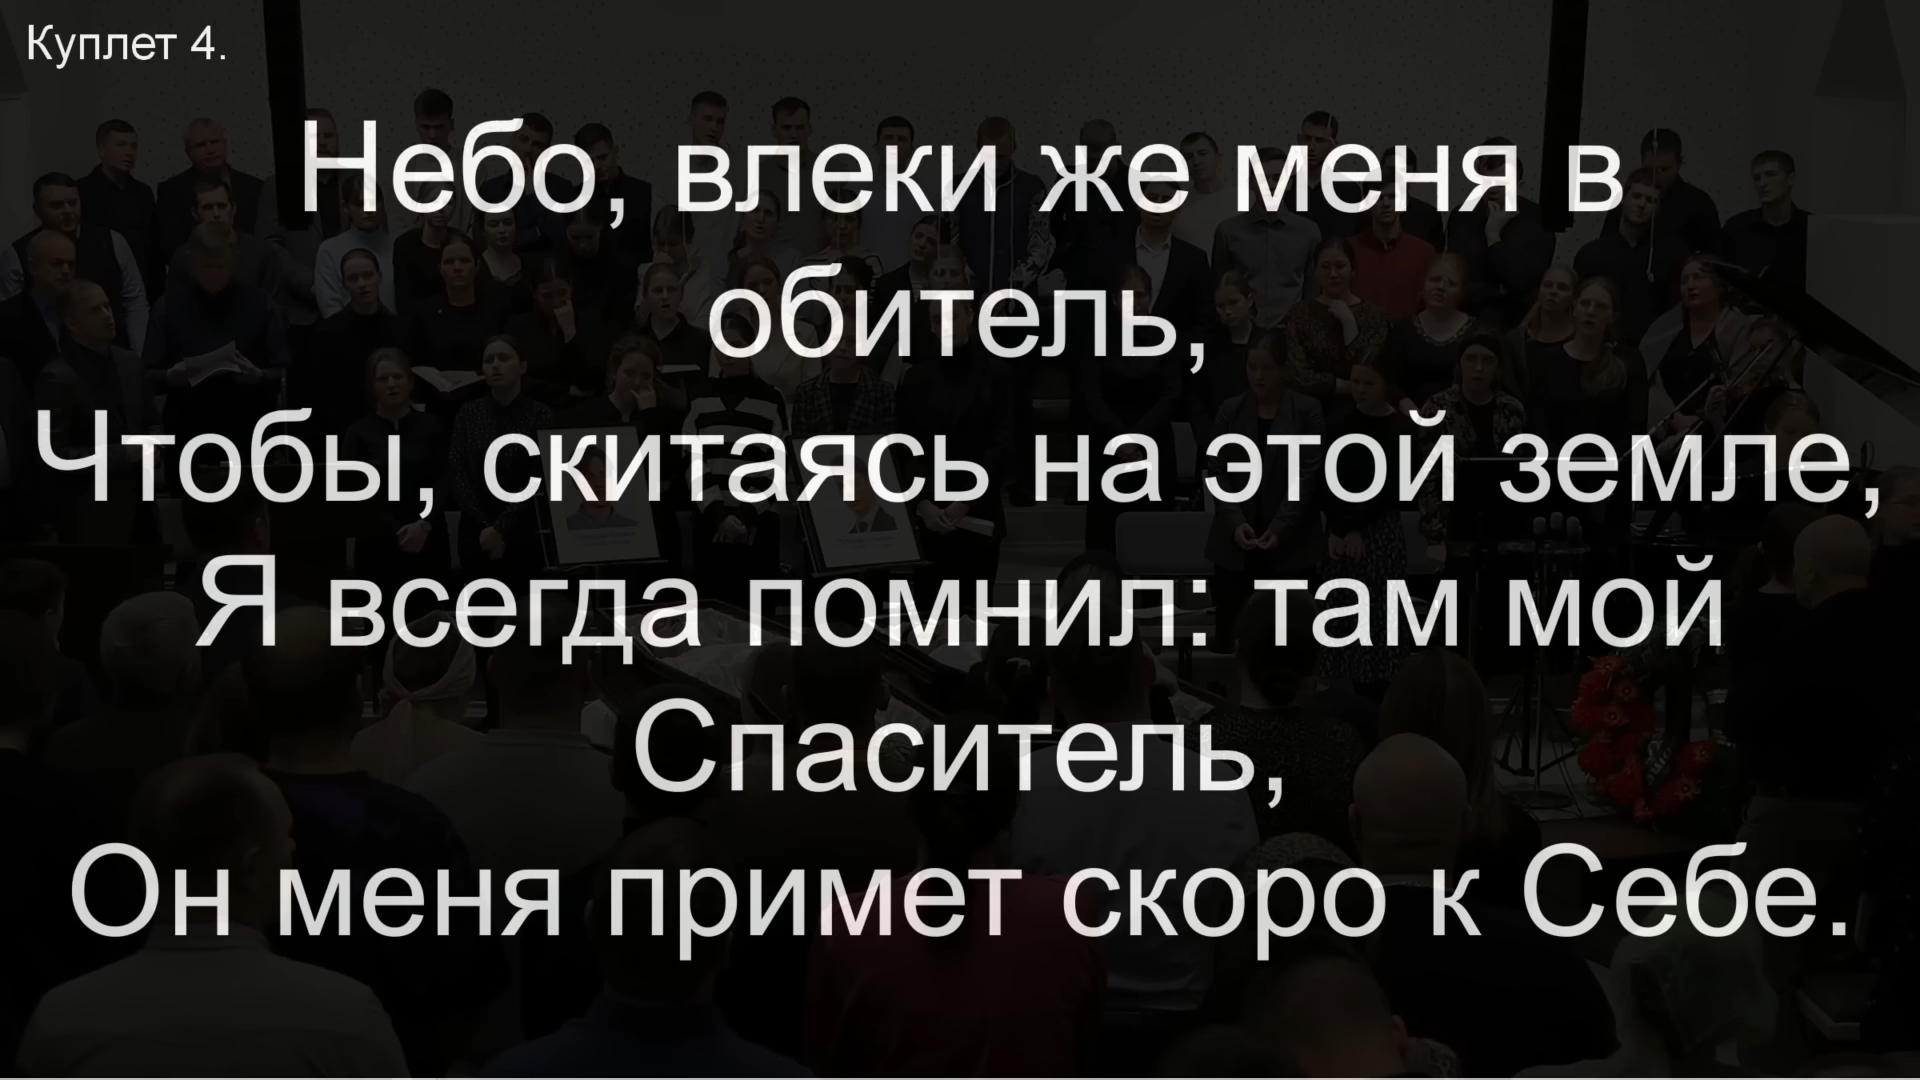 Куплет 4.
Небо, влеки же меня в
обитель,
Чтобы, скитаясь на этой земле,
Я всегда помнил: там мой
Спаситель,
Он меня примет скоро к Себе.